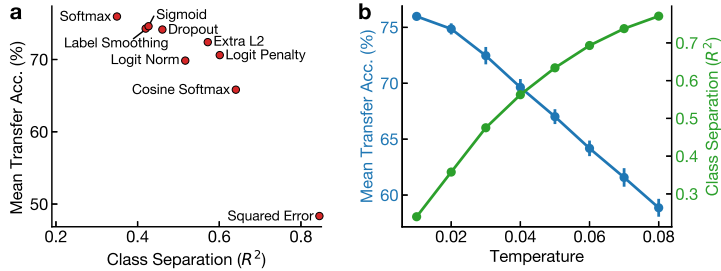 a
Mean Transfer Acc. (%)
70
60
50
Softmax
Sigmoid
Label Smoothing
Dropout
Extra L2
Logit Norm
Logit Penalty
Cosine Softmax
Squared Error
0.2
0.4
0.6
0.8
Class Separation (R²)
b
Mean Transfer Acc. (%)
75
70
65
60
0.02
0.04
0.06
0.08
Temperature
0.7
0.6
0.5
0.4
0.3
Class Separation (R²)